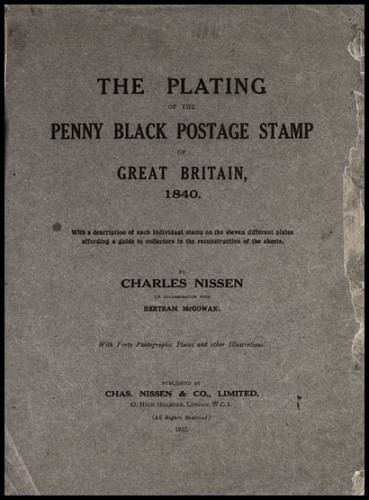 THE PLATING
OF THE
PENNY BLACK POSTAGE STAMP
OF
GREAT BRITAIN,
1840.
With a description of each individual stamp on the eleven different plates
affording a guide to collectors in the reconstruction of the sheets.
BY
CHARLES NISSEN
IN COLLABORATION WITH
BERTRAM McGOWAN.
With Forty Photographic Plates and other Illustrations.
PUBLISHED BY
CHAS. NISSEN & CO., LIMITED,
HIGH HOLBORN, LONDON, W.C. 1.
(All Rights Reserved)